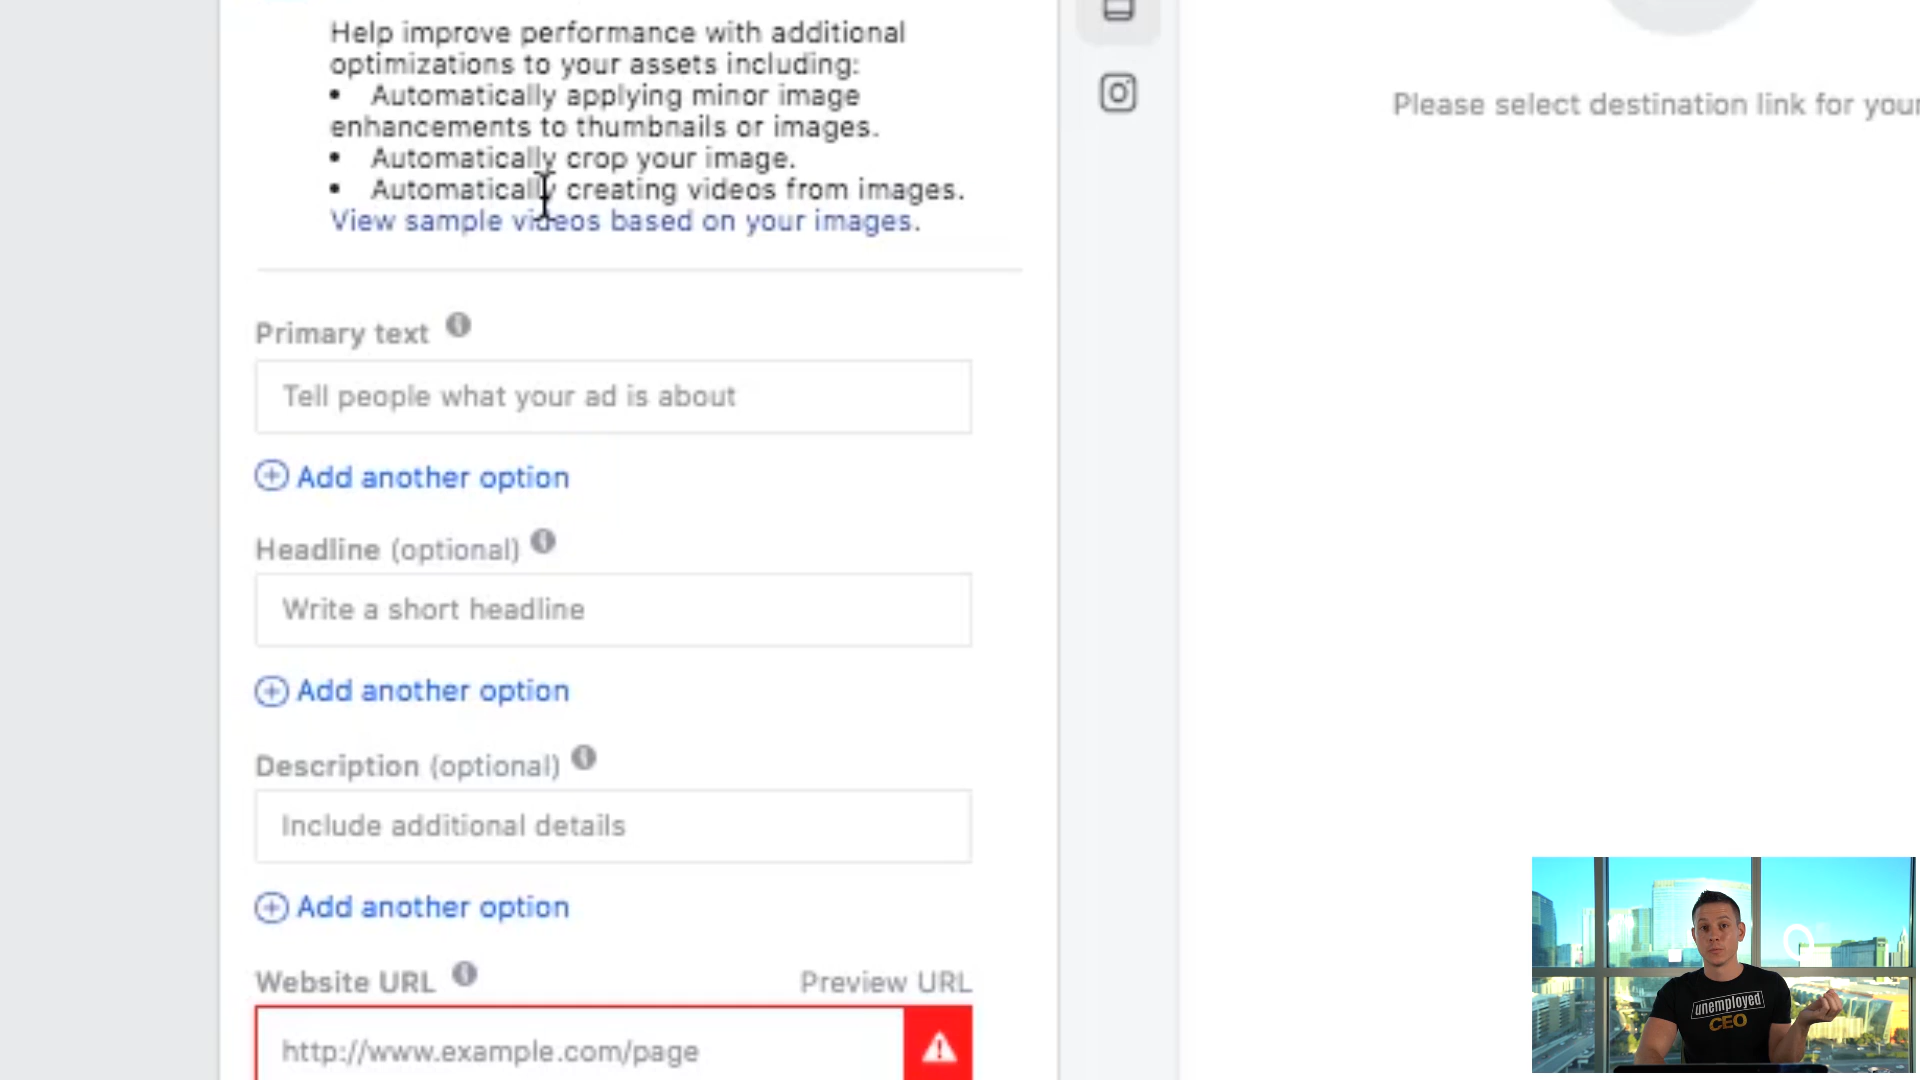 Help improve performance with additional
optimizations to your assets including:
• Automatically applying minor image
enhancements to thumbnails or images.
• Automatically crop your image.
• Automatically creating videos from images.
View sample videos based on your images.
Primary text
Tell people what your ad is about
Add another option
Headline (optional)
Write a short headline
Add another option
Description (optional)
Include additional details
Add another option
Website URL
Preview URL
http://www.example.com/page
Please select destination link for your
unemployed
CEO